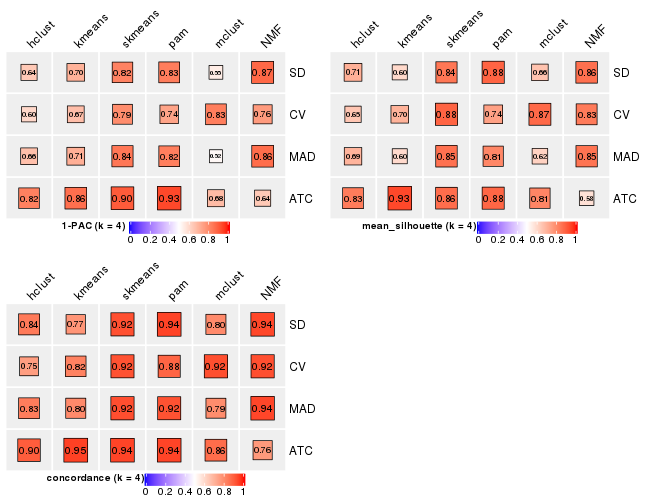 hclust kmeans skmeans pam mclust NMF
0.64 0.70 0.82 0.83 0.55 0.87 SD
0.60 0.67 0.79 0.74 0.83 0.76 CV
0.66 0.71 0.84 0.82 0.52 0.86 MAD
0.82 0.86 0.90 0.93 0.68 0.64 ATC
1-PAC (k = 4)
0 0.2 0.4 0.6 0.8 1
hclust kmeans skmeans pam mclust NMF
0.71 0.60 0.84 0.88 0.66 0.86 SD
0.65 0.70 0.88 0.74 0.87 0.83 CV
0.69 0.60 0.85 0.81 0.62 0.85 MAD
0.83 0.93 0.86 0.88 0.81 0.58 ATC
mean_silhouette (k = 4)
0 0.2 0.4 0.6 0.8 1
hclust kmeans skmeans pam mclust NMF
0.84 0.77 0.92 0.94 0.80 0.94 SD
0.75 0.82 0.92 0.88 0.92 0.92 CV
0.83 0.80 0.92 0.92 0.79 0.94 MAD
0.90 0.95 0.94 0.94 0.86 0.76 ATC
concordance (k = 4)
0 0.2 0.4 0.6 0.8 1